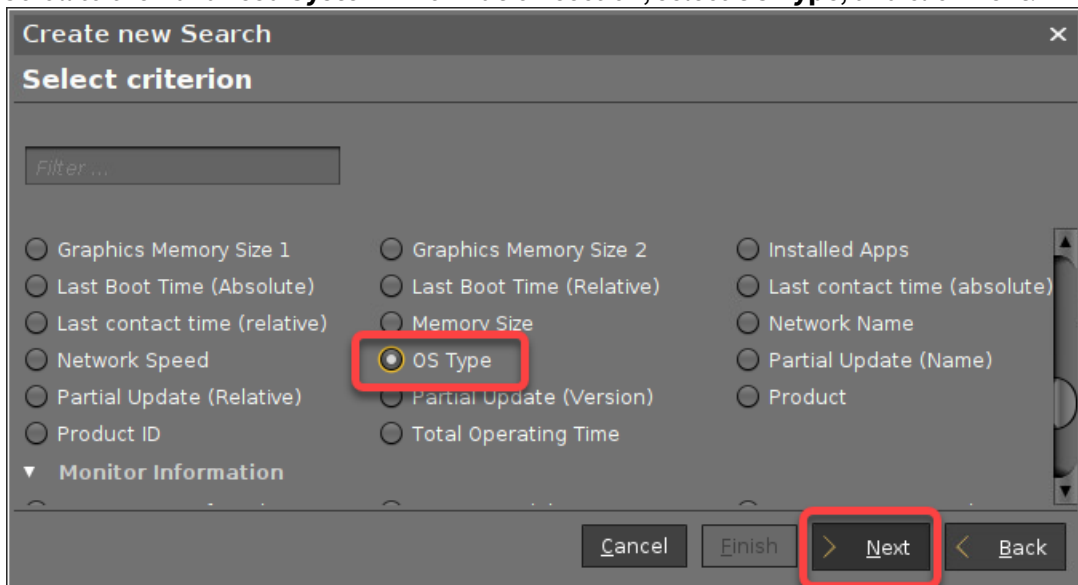 Create new Search
Select criterion
Filter ...
Graphics Memory Size 1 Graphics Memory Size 2 Installed Apps
Last Boot Time (Absolute) Last Boot Time (Relative) Last contact time (absolute)
Last contact time (relative) Memory Size Network Name
Network Speed OS Type Partial Update (Name)
Partial Update (Relative) Partial Update (Version) Product
Product ID Total Operating Time
Monitor Information
Cancel Finish Next Back